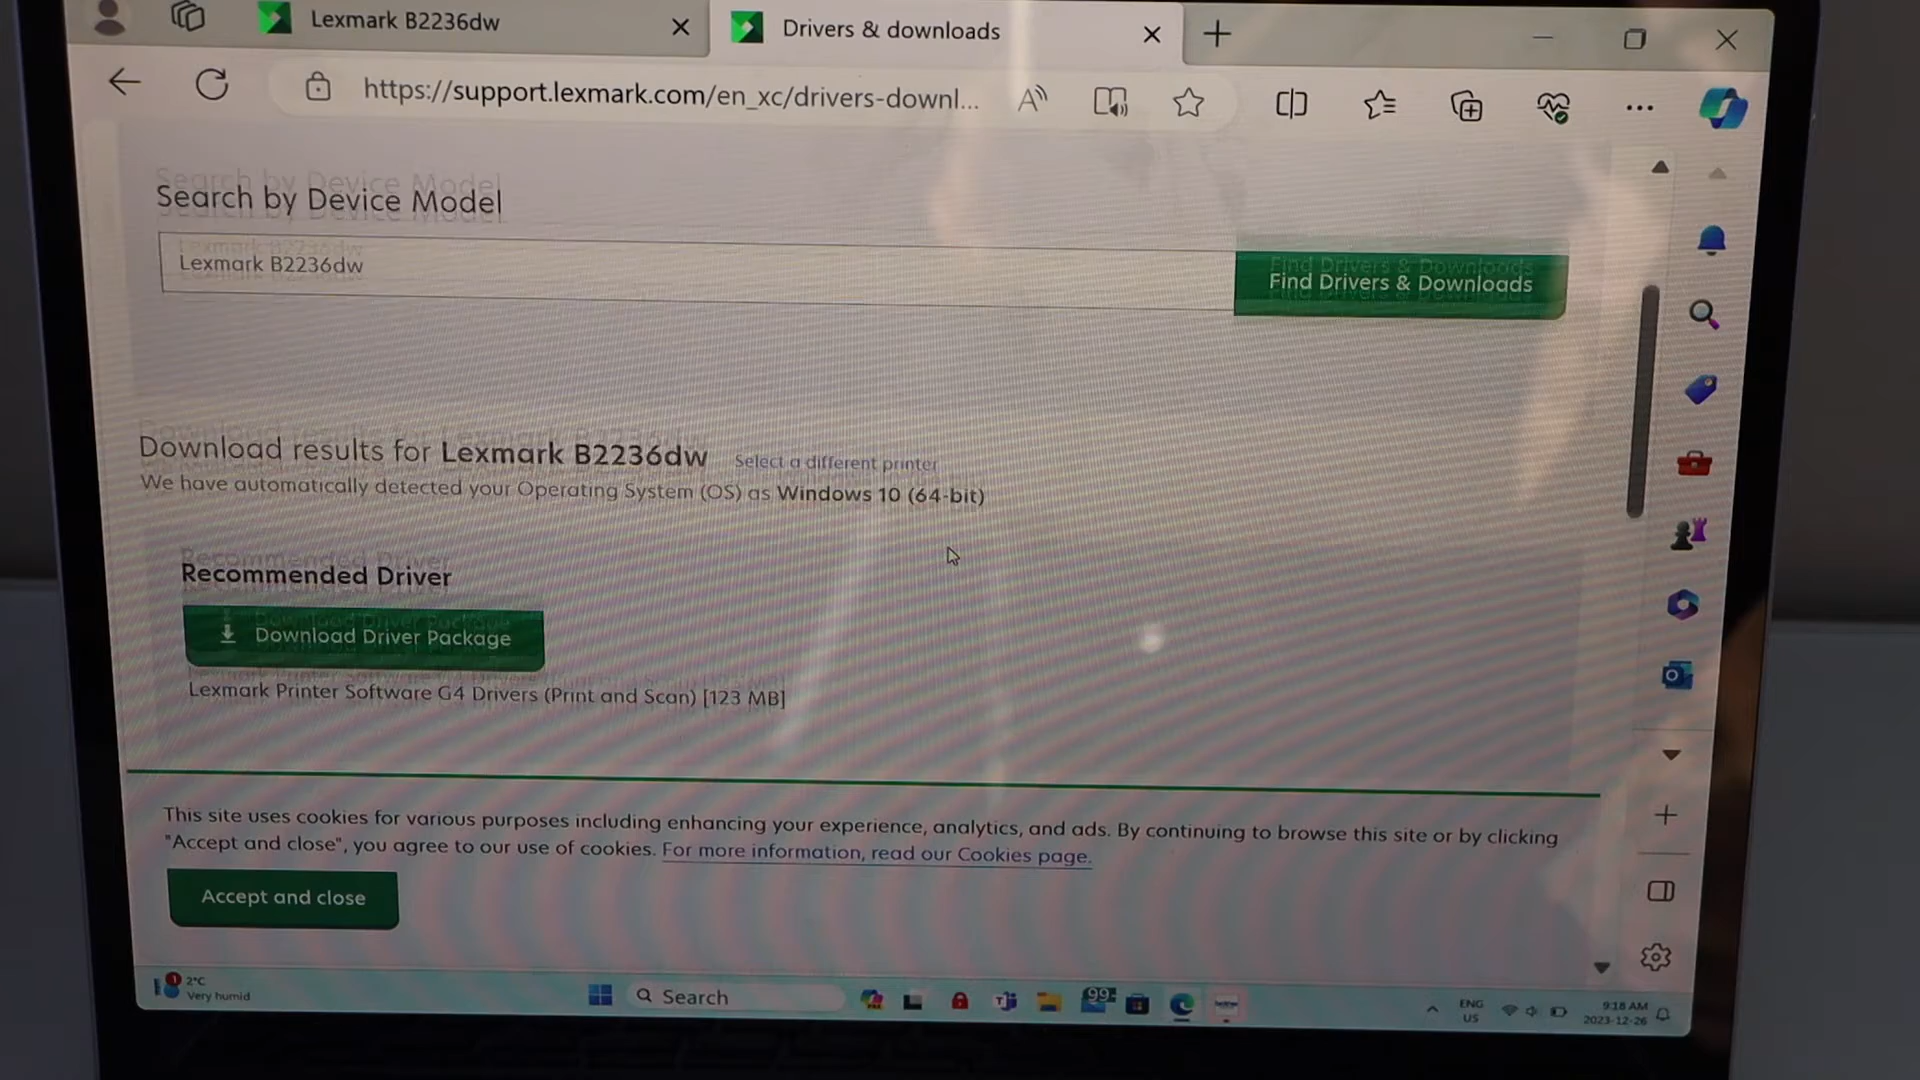 Lexmark B2236dw
Drivers & downloads
https://support.lexmark.com/en_xc/drivers-downl...
Search by Device Model
Lexmark B2236dw
Find Drivers & Downloads
Download results for Lexmark B2236dw Select a different printer
We have automatically detected your Operating System (OS) as Windows 10 (64-bit)
Recommended Driver
Download Driver Package
Lexmark Printer Software G4 Drivers (Print and Scan) [123 MB]
This site uses cookies for various purposes including enhancing your experience, analytics, and ads. By continuing to browse this site or by clicking
"Accept and close", you agree to our use of cookies. For more information, read our Cookies page.
Accept and close
1
2°C
Very humid
Search
99+
ENG
US
9:18 AM
2023-12-26